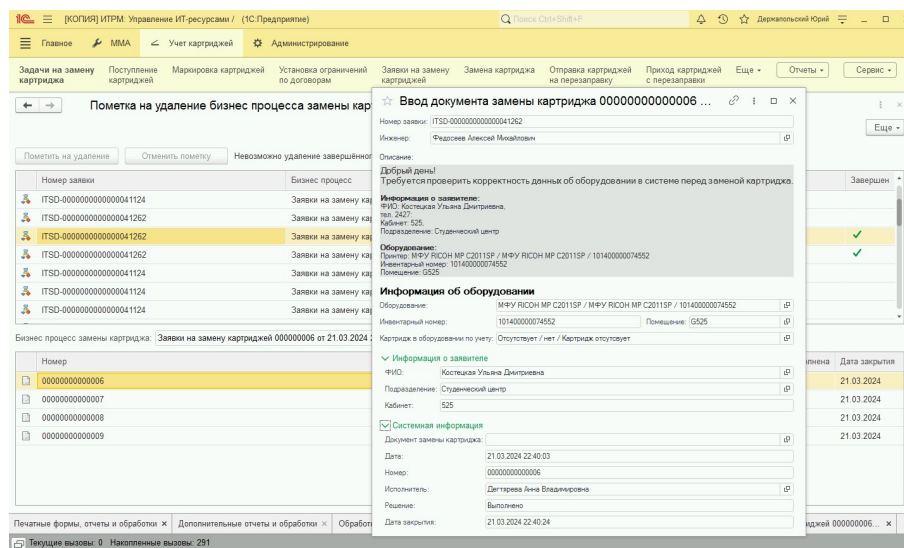 1С [КОПИЯ] ИТРМ: Управление ИТ-ресурсами / (1С:Предприятие) Поиск Ctrl+Shift+F Держапольский Юрий
Главное ММА Учет картриджей Администрирование
Задачи на замену картриджа Поступление картриджей Маркировка картриджей Установка ограничений по договорам Заявки на замену картриджей Замена картриджа Отправка картриджей на перезаправку Приход картриджей с перезаправки Еще Отчеты Сервис
Пометка на удаление бизнес процесса замены кар
Еще
Пометить на удаление Отменить пометку Невозможно удаление завершённог
Номер заявки Бизнес процесс Завершен
ITSD-0000000000000041124 Заявки на замену кар
ITSD-0000000000000041262 Заявки на замену кар
ITSD-0000000000000041262 Заявки на замену кар
ITSD-0000000000000041262 Заявки на замену кар
ITSD-0000000000000041124 Заявки на замену кар
ITSD-0000000000000041124 Заявки на замену кар
ITSD-0000000000000041124 Заявки на замену кар
Бизнес процесс замены картриджа: Заявки на замену картриджей 000000006 от 21.03.2024
Номер Дата закрытия
00000000000006 21.03.2024
00000000000007 21.03.2024
00000000000008 21.03.2024
00000000000009 21.03.2024
Ввод документа замены картриджа 00000000000006 ...
Номер заявки: ITSD-0000000000000041262
Инженер: Федосеев Алексей Михайлович
Описание:
Добрый день!
Требуется проверить корректность данных об оборудовании в системе перед заменой картриджа.
Информация о заявителе:
ФИО: Костецкая Ульяна Дмитриевна,
тел. 2427;
Кабинет: 525,
Подразделение: Студенческий центр
Оборудование:
Принтер: МФУ RICOH MP C2011SP / МФУ RICOH MP C2011SP / 101400000074552
Инвентарный номер: 101400000074552
Помещение: G525
Информация об оборудовании
Оборудование: МФУ RICOH MP C2011SP / МФУ RICOH MP C2011SP / 101400000074552
Инвентарный номер: 101400000074552 Помещение: G525
Картридж в оборудовании по учету: Отсутствует / нет / Картридж отсутсвует
Информация о заявителе
ФИО: Костецкая Ульяна Дмитриевна
Подразделение: Студенческий центр
Кабинет: 525
Системная информация
Документ замены картриджа:
Дата: 21.03.2024 22:40:03
Номер: 00000000000006
Исполнитель: Дегтярева Анна Владимировна
Решение: Выполнено
Дата закрытия: 21.03.2024 22:40:24
Печатные формы, отчеты и обработки Дополнительные отчеты и обработки Обработ иджей 000000006...
Текущие вызовы: 0 Накопленные вызовы: 291